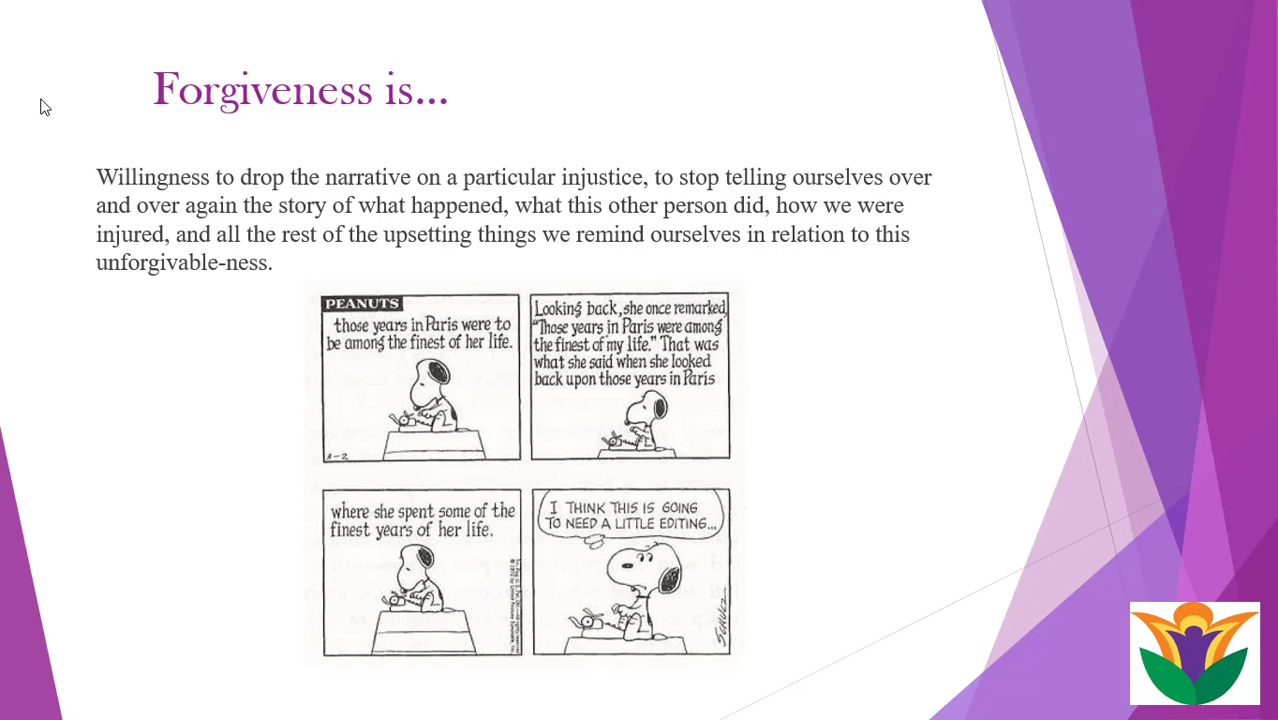 Forgiveness is...
Willingness to drop the narrative on a particular injustice, to stop telling ourselves over
and over again the story of what happened, what this other person did, how we were
injured, and all the rest of the upsetting things we remind ourselves in relation to this
unforgivable-ness.
PEANUTS
those years in Paris were to
be among the finest of her life.
3-2
Looking back, she once remarked,
"Those years in Paris were among
the finest of my life." That was
what she said when she looked
back upon those years in Paris
where she spent some of the
finest years of her life.
I THINK THIS IS GOING
TO NEED A LITTLE EDITING...
SCHULZ